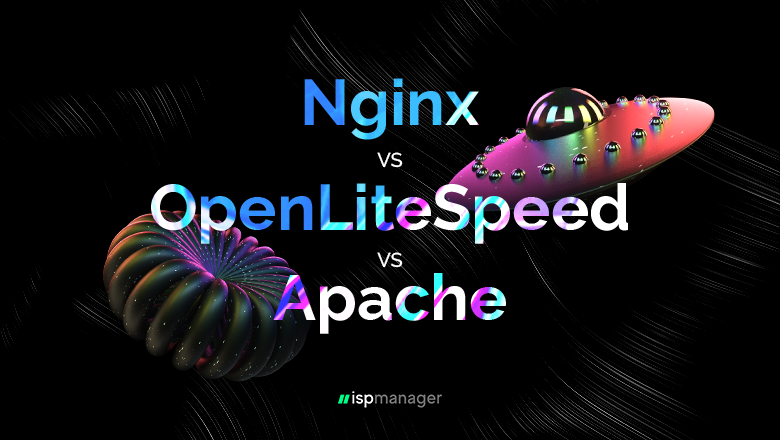 Nginx
vs
OpenLiteSpeed
vs
Apache
ispmanager